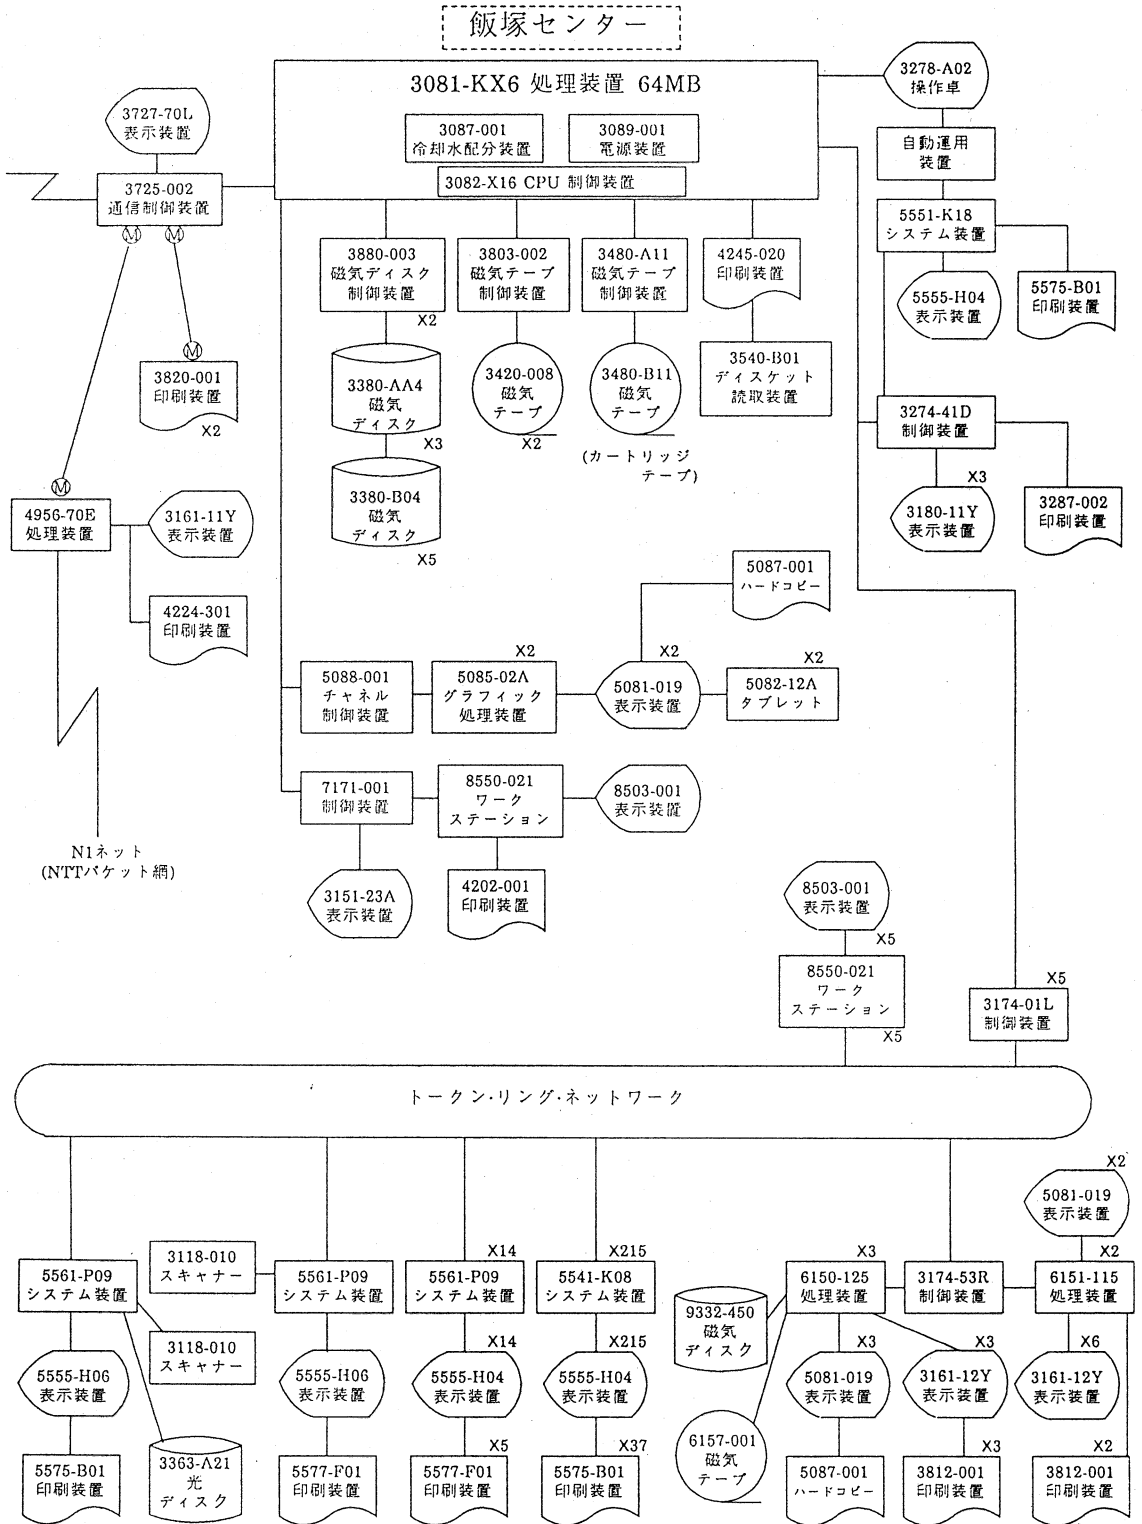 飯塚センター
3081-KX6 処理装置 64MB
3087-001
冷却水配分装置
3089-001
電源装置
3082-X16 CPU 制御装置
3278-A02
操作卓
自動運用
装置
5551-K18
システム装置
5555-H04
表示装置
5575-B01
印刷装置
3727-70L
表示装置
3725-002
通信制御装置
M
M
M
3820-001
印刷装置
X2
M
4956-70E
処理装置
3161-11Y
表示装置
4224-301
印刷装置
N1ネット
(NTTパケット網)
3880-003
磁気ディスク
制御装置
X2
3380-AA4
磁気
ディスク
X3
3380-B04
磁気
ディスク
X5
3803-002
磁気テープ
制御装置
3420-008
磁気
テープ
X2
3480-A11
磁気テープ
制御装置
3480-B11
磁気
テープ
(カートリッジ
テープ)
4245-020
印刷装置
3540-B01
ディスケット
読取装置
3274-41D
制御装置
X3
3180-11Y
表示装置
3287-002
印刷装置
5087-001
ハードコピー
5088-001
チャネル
制御装置
X2
5085-02A
グラフィック
処理装置
X2
5081-019
表示装置
X2
5082-12A
タブレット
7171-001
制御装置
8550-021
ワーク
ステーション
8503-001
表示装置
3151-23A
表示装置
4202-001
印刷装置
8503-001
表示装置
X5
8550-021
ワーク
ステーション
X5
X5
3174-01L
制御装置
トークン・リング・ネットワーク
5561-P09
システム装置
3118-010
スキャナー
3118-010
スキャナー
5555-H06
表示装置
5575-B01
印刷装置
3363-A21
光
ディスク
5561-P09
システム装置
5555-H06
表示装置
5577-F01
印刷装置
X14
5561-P09
システム装置
X14
5555-H04
表示装置
X5
5577-F01
印刷装置
X215
5541-K08
システム装置
X215
5555-H04
表示装置
X37
5575-B01
印刷装置
9332-450
磁気
ディスク
6157-001
磁気
テープ
X3
6150-125
処理装置
X3
5081-019
表示装置
5087-001
ハードコピー
3174-53R
制御装置
X3
3161-12Y
表示装置
X3
3812-001
印刷装置
X2
5081-019
表示装置
X2
6151-115
処理装置
X6
3161-12Y
表示装置
X2
3812-001
印刷装置